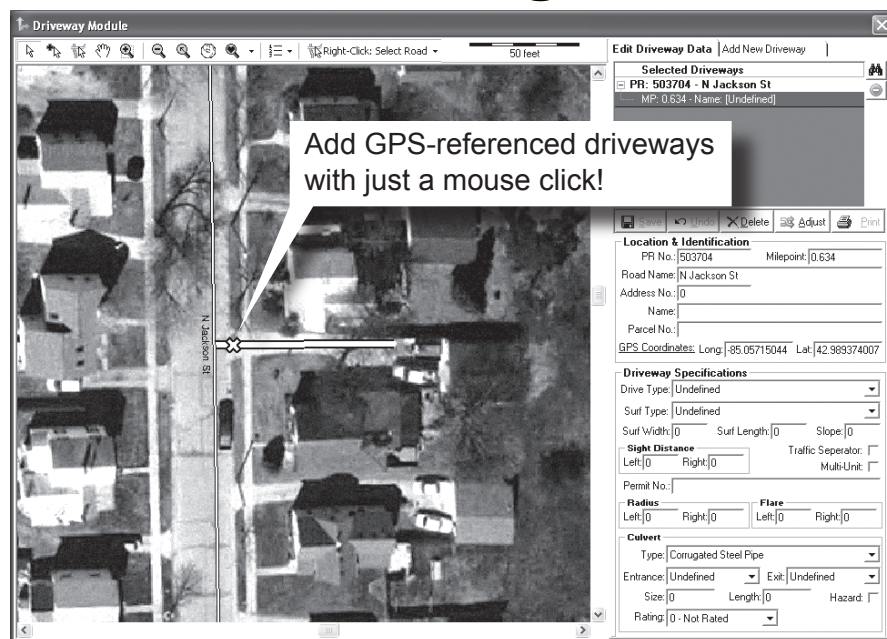 Driveway Module
Right-Click: Select Road
50 feet
Edit Driveway Data
Add New Driveway
Selected Driveways
PR: 503704 - N Jackson St
MP: 0.634 - Name: [Undefined]
Add GPS-referenced driveways
with just a mouse click!
N Jackson St
Save Undo Delete Adjust Print
Location & Identification
PR No.: 503704 Milepoint: 0.634
Road Name: N Jackson St
Address No.: 0
Name:
Parcel No.:
GPS Coordinates: Long: -85.05715044 Lat: 42.989374007
Driveway Specifications
Drive Type: Undefined
Surf Type: Undefined
Surf Width: 0 Surf Length: 0 Slope: 0
Sight Distance
Left: 0 Right: 0
Traffic Seperator:
Multi-Unit:
Permit No.:
Radius
Left: 0 Right: 0
Flare
Left: 0 Right: 0
Culvert
Type: Corrugated Steel Pipe
Entrance: Undefined Exit: Undefined
Size: 0 Length: 0 Hazard:
Rating: 0 - Not Rated